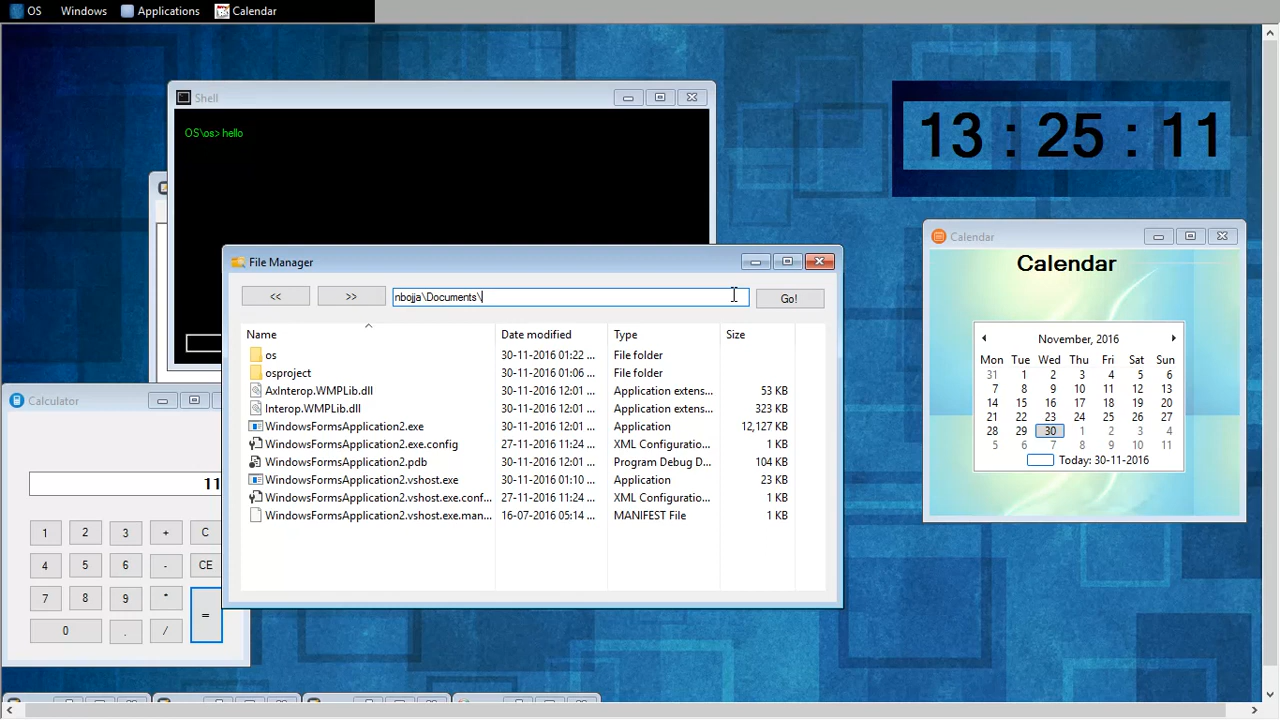 OS Windows Applications Calendar
Shell
OS\os> hello
13 : 25 : 11
File Manager
<< >> nbojja\Documents\ Go!
Name Date modified Type Size
os 30-11-2016 01:22 ... File folder
osproject 30-11-2016 01:06 ... File folder
AxInterop.WMPLib.dll 30-11-2016 12:01 ... Application extens... 53 KB
Interop.WMPLib.dll 30-11-2016 12:01 ... Application extens... 323 KB
WindowsFormsApplication2.exe 30-11-2016 12:01 ... Application 12,127 KB
WindowsFormsApplication2.exe.config 27-11-2016 11:24 ... XML Configuratio... 1 KB
WindowsFormsApplication2.pdb 30-11-2016 12:01 ... Program Debug D... 104 KB
WindowsFormsApplication2.vshost.exe 30-11-2016 01:10 ... Application 23 KB
WindowsFormsApplication2.vshost.exe.conf... 27-11-2016 11:24 ... XML Configuratio... 1 KB
WindowsFormsApplication2.vshost.exe.man... 16-07-2016 05:14 ... MANIFEST File 1 KB
Calendar
Calendar
November, 2016
Mon Tue Wed Thu Fri Sat Sun
31 1 2 3 4 5 6
7 8 9 10 11 12 13
14 15 16 17 18 19 20
21 22 23 24 25 26 27
28 29 30 1 2 3 4
5 6 7 8 9 10 11
Today: 30-11-2016
Calculator
11
1 2 3 + C
4 5 6 - CE
7 8 9 * =
0 . /